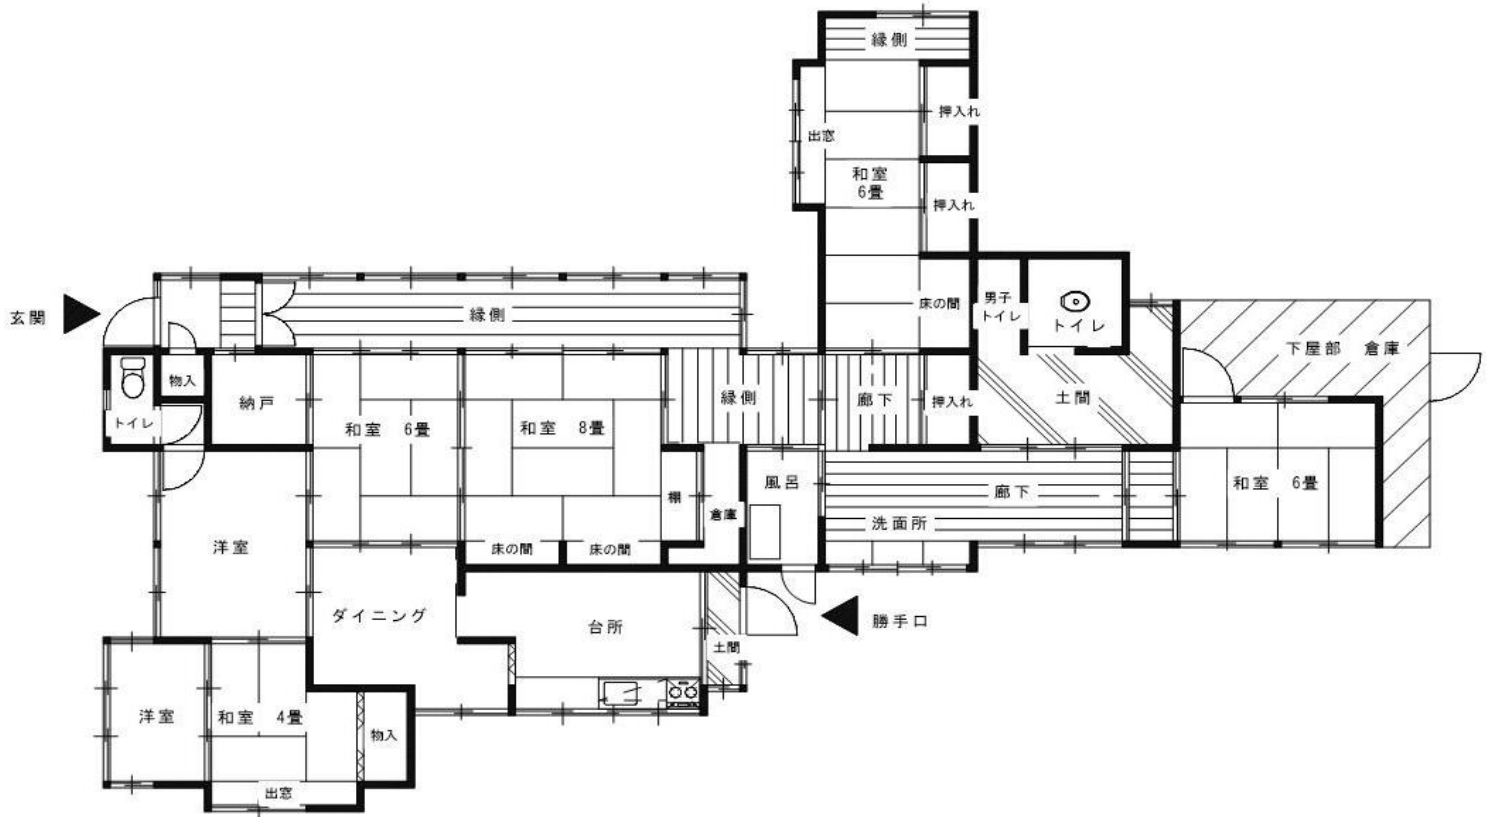 縁側
押入れ
出窓
和室
6畳
押入れ
床の間
男子
トイレ
トイレ
玄関
縁側
下屋部 倉庫
物入
トイレ
納戸
和室 6畳
和室 8畳
縁側
廊下
押入れ
土間
棚
倉庫
風呂
廊下
洗面所
和室 6畳
洋室
床の間
床の間
ダイニング
台所
土間
勝手口
洋室
和室 4畳
物入
出窓